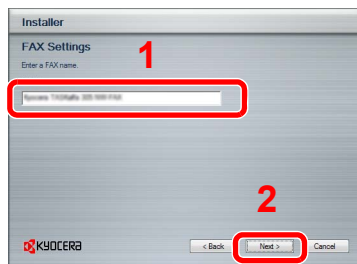 Installer
FAX Settings
Enter a FAX name.
1
2
KYOCERA
< Back
Next >
Cancel